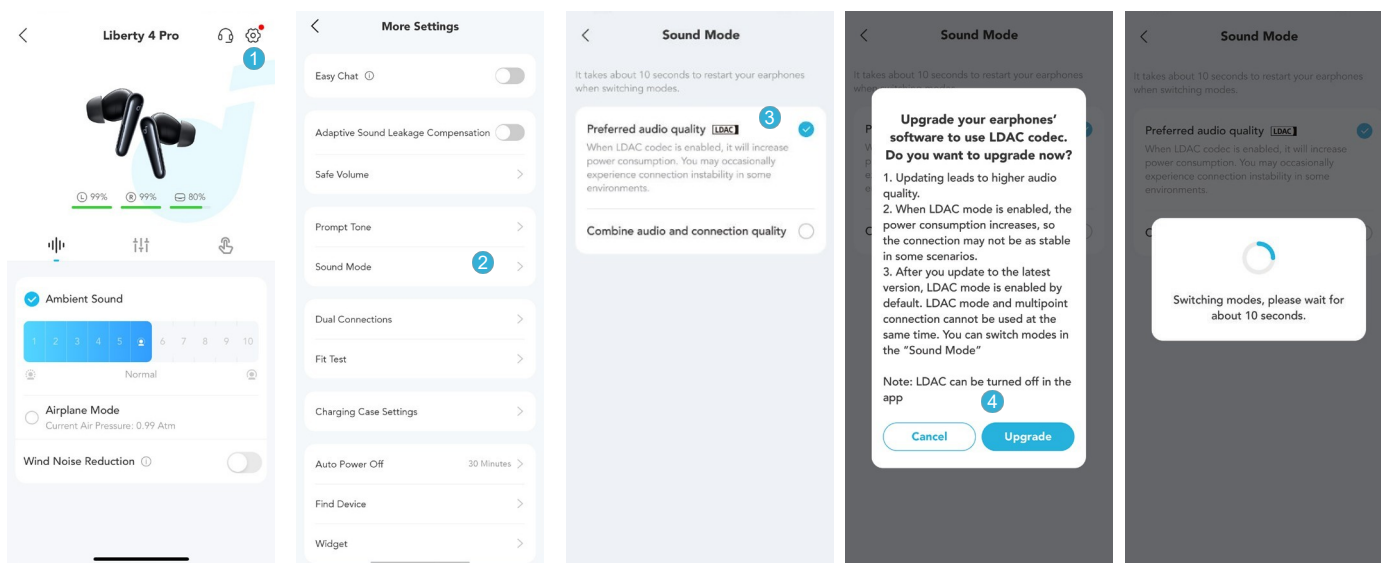 Liberty 4 Pro
1
L 99% R 99% 80%
Ambient Sound
1 2 3 4 5 6 7 8 9 10
Normal
Airplane Mode
Current Air Pressure: 0.99 Atm
Wind Noise Reduction
More Settings
Easy Chat
Adaptive Sound Leakage Compensation
Safe Volume
Prompt Tone
Sound Mode 2
Dual Connections
Fit Test
Charging Case Settings
Auto Power Off 30 Minutes
Find Device
Widget
Sound Mode
It takes about 10 seconds to restart your earphones
when switching modes.
3
Preferred audio quality LDAC
When LDAC codec is enabled, it will increase
power consumption. You may occasionally
experience connection instability in some
environments.
Combine audio and connection quality
Sound Mode
It takes about 10 seconds to restart your earphones
Upgrade your earphones'
software to use LDAC codec.
Do you want to upgrade now?
1. Updating leads to higher audio
quality.
2. When LDAC mode is enabled, the
power consumption increases, so
the connection may not be as stable
in some scenarios.
3. After you update to the latest
version, LDAC mode is enabled by
default. LDAC mode and multipoint
connection cannot be used at the
same time. You can switch modes in
the “Sound Mode”
Note: LDAC can be turned off in the
app
4
Cancel Upgrade
Sound Mode
It takes about 10 seconds to restart your earphones
when switching modes.
Preferred audio quality LDAC
When LDAC codec is enabled, it will increase
power consumption. You may occasionally
experience connection instability in some
environments.
Switching modes, please wait for
about 10 seconds.